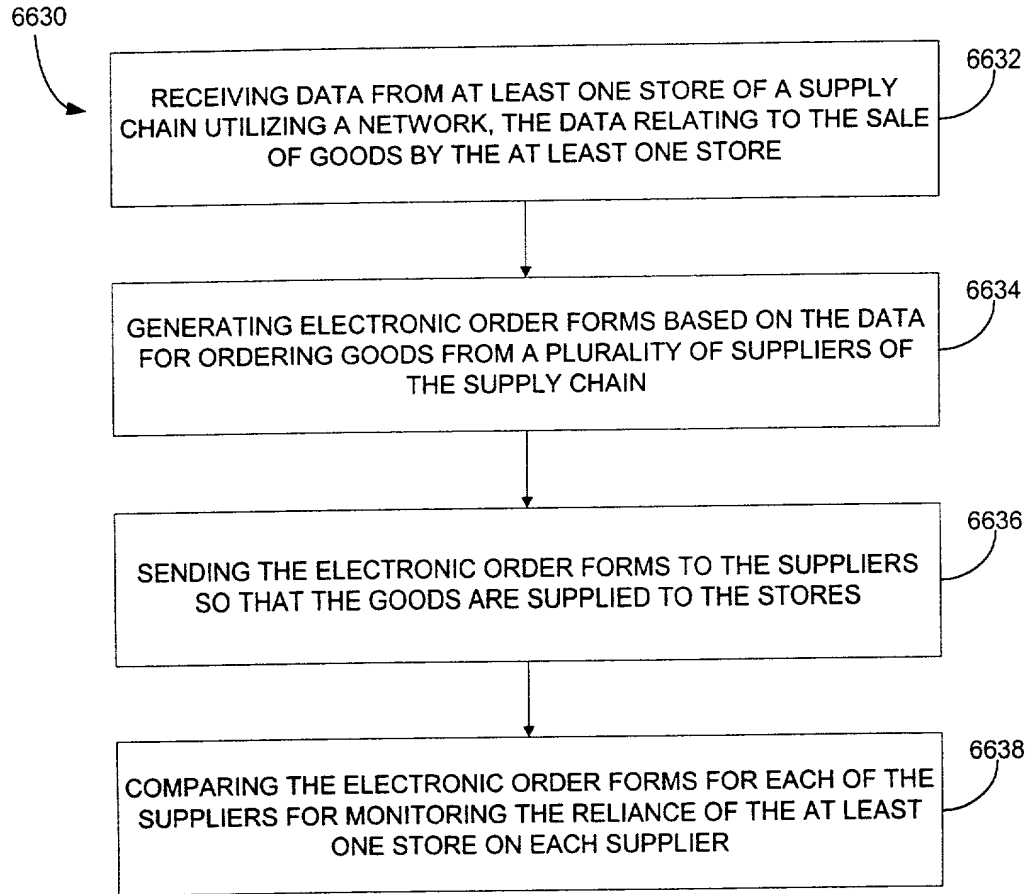 6630
6632
RECEIVING DATA FROM AT LEAST ONE STORE OF A SUPPLY
CHAIN UTILIZING A NETWORK, THE DATA RELATING TO THE SALE
OF GOODS BY THE AT LEAST ONE STORE
6634
GENERATING ELECTRONIC ORDER FORMS BASED ON THE DATA
FOR ORDERING GOODS FROM A PLURALITY OF SUPPLIERS OF
THE SUPPLY CHAIN
6636
SENDING THE ELECTRONIC ORDER FORMS TO THE SUPPLIERS
SO THAT THE GOODS ARE SUPPLIED TO THE STORES
6638
COMPARING THE ELECTRONIC ORDER FORMS FOR EACH OF THE
SUPPLIERS FOR MONITORING THE RELIANCE OF THE AT LEAST
ONE STORE ON EACH SUPPLIER